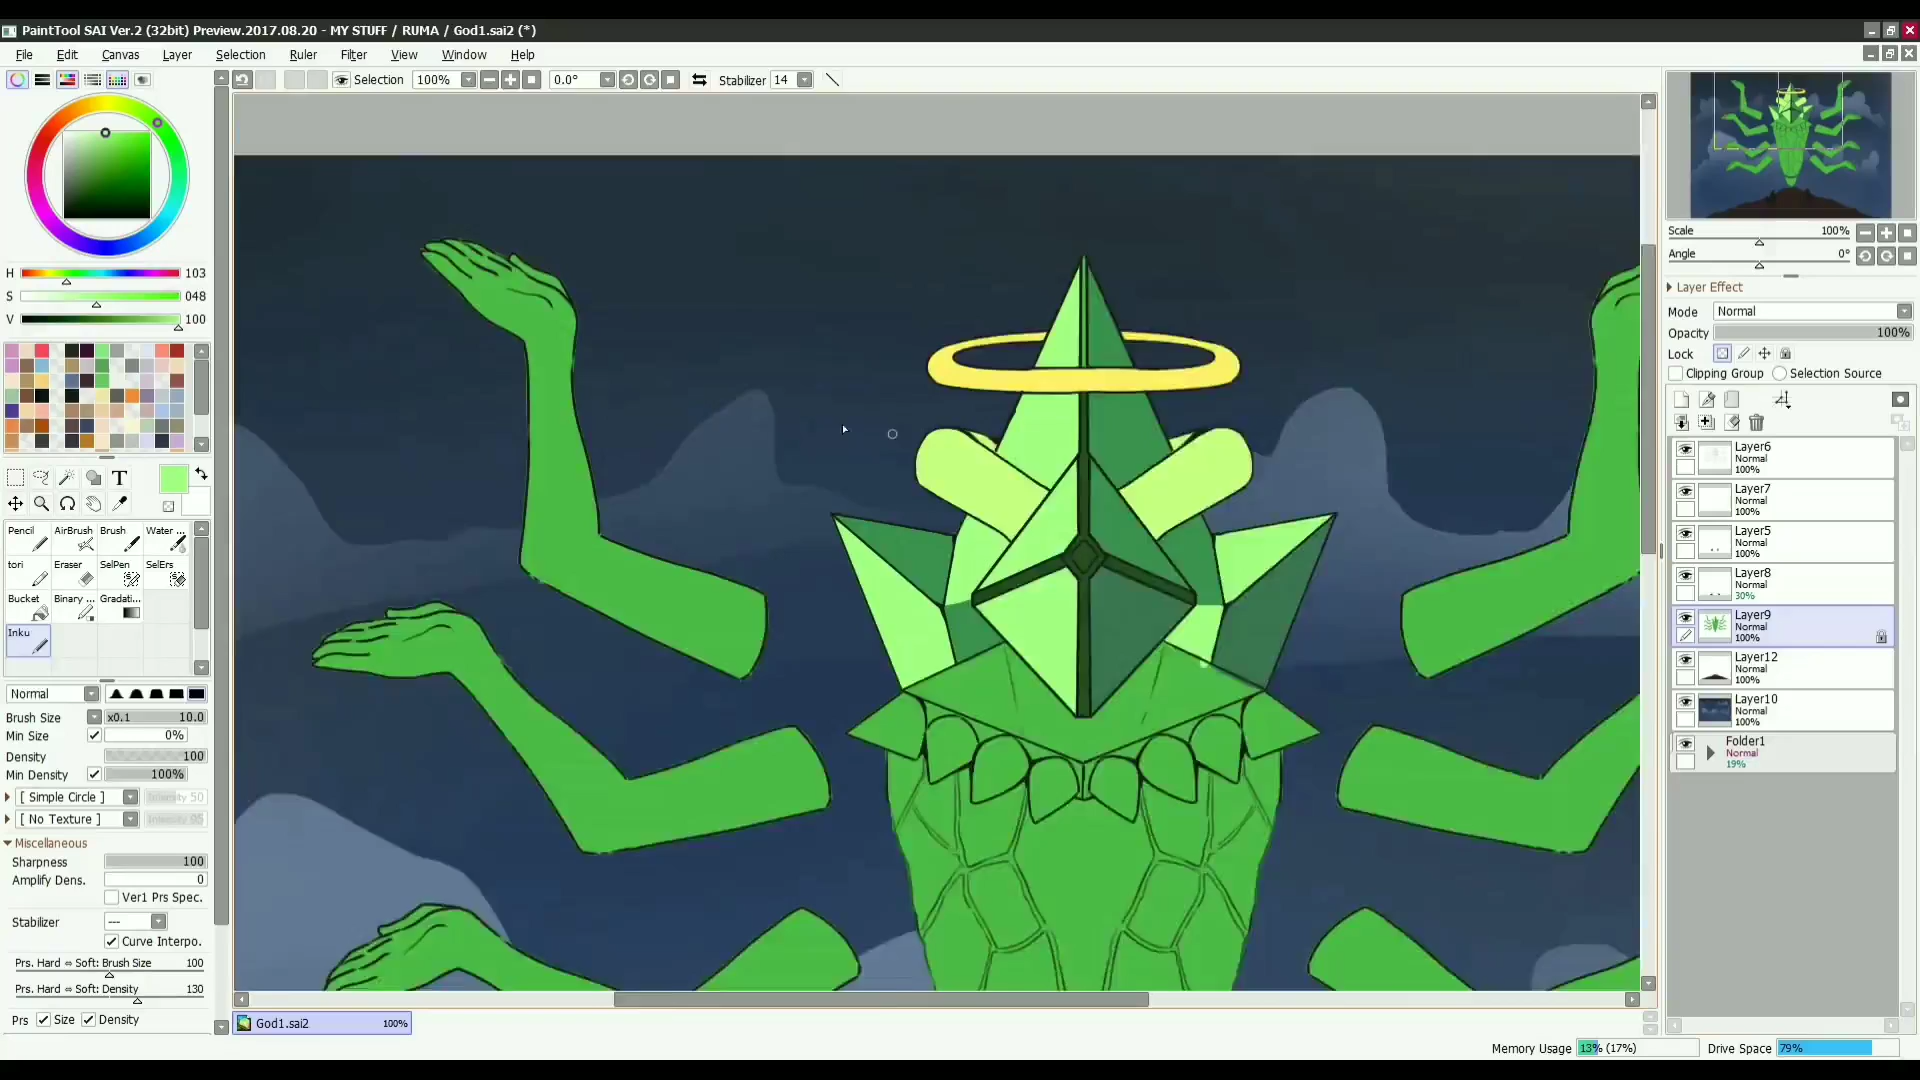 PaintTool SAI Ver.2 (32bit) Preview.2017.08.20 - MY STUFF / RUMA / God1.sai2 (*)
File Edit Canvas Layer Selection Ruler Filter View Window Help
Selection 100% 0.0° Stabilizer 14
H 103
S 048
V 100
T
Pencil AirBrush Brush Water ...
tori Eraser SelPen SelErs
Bucket Binary ... Gradati...
Inku
Normal
Brush Size x0.1 10.0
Min Size 0%
Density 100
Min Density 100%
[ Simple Circle ] Intensity 50
[ No Texture ]
Miscellaneous
Sharpness 100
Amplify Dens. 0
Ver1 Prs Spec.
Stabilizer ---
Curve Interpo.
Prs. Hard ⇔ Soft: Brush Size 100
Prs. Hard ⇔ Soft: Density 130
Prs Size Density
God1.sai2 100%
Scale 100%
Angle 0°
Layer Effect
Mode Normal
Opacity 100%
Lock
Clipping Group Selection Source
Layer6
Normal
100%
Layer7
Normal
100%
Layer5
Normal
100%
Layer8
Normal
30%
Layer9
Normal
100%
Layer12
Normal
100%
Layer10
Normal
100%
Folder1
Normal
19%
Memory Usage 13% (17%) Drive Space 79%